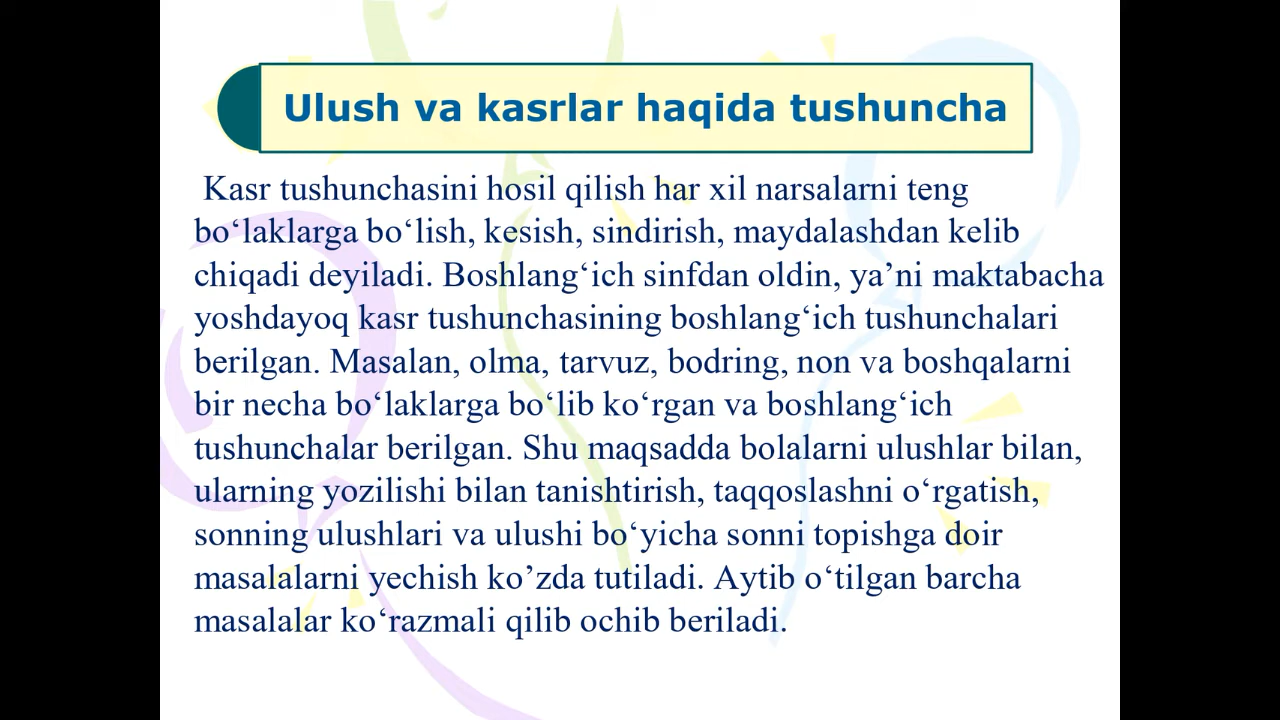 Ulush va kasrlar haqida tushuncha
Kasr tushunchasini hosil qilish har xil narsalarni teng
bo‘laklarga bo‘lish, kesish, sindirish, maydalashdan kelib
chiqadi deyiladi. Boshlang‘ich sinfdan oldin, ya’ni maktabacha
yoshdayoq kasr tushunchasining boshlang‘ich tushunchalari
berilgan. Masalan, olma, tarvuz, bodring, non va boshqalarni
bir necha bo‘laklarga bo‘lib ko‘rgan va boshlang‘ich
tushunchalar berilgan. Shu maqsadda bolalarni ulushlar bilan,
ularning yozilishi bilan tanishtirish, taqqoslashni o‘rgatish,
sonning ulushlari va ulushi bo‘yicha sonni topishga doir
masalalarni yechish ko’zda tutiladi. Aytib o‘tilgan barcha
masalalar ko‘razmali qilib ochib beriladi.